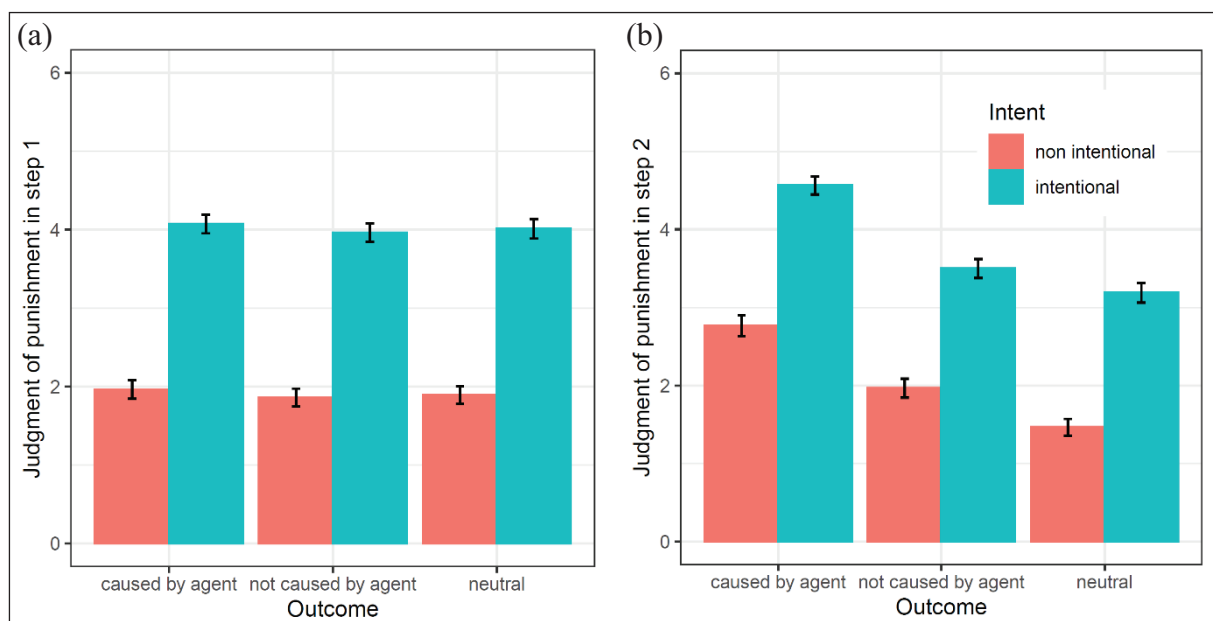 (a)
Judgment of punishment in step 1
6
4
2
0
caused by agent
not caused by agent
neutral
Outcome
(b)
Judgment of punishment in step 2
6
4
2
0
Intent
non intentional
intentional
caused by agent
not caused by agent
neutral
Outcome